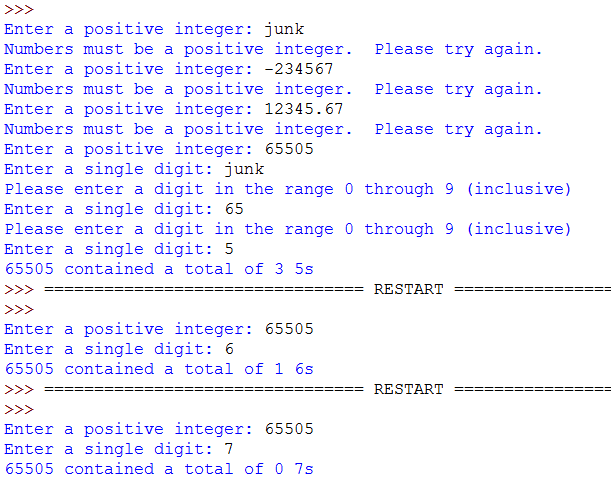 >>>
Enter a positive integer: junk
Numbers must be a positive integer.  Please try again.
Enter a positive integer: -234567
Numbers must be a positive integer.  Please try again.
Enter a positive integer: 12345.67
Numbers must be a positive integer.  Please try again.
Enter a positive integer: 65505
Enter a single digit: junk
Please enter a digit in the range 0 through 9 (inclusive)
Enter a single digit: 65
Please enter a digit in the range 0 through 9 (inclusive)
Enter a single digit: 5
65505 contained a total of 3 5s
>>> ================================ RESTART ================
>>>
Enter a positive integer: 65505
Enter a single digit: 6
65505 contained a total of 1 6s
>>> ================================ RESTART ================
>>>
Enter a positive integer: 65505
Enter a single digit: 7
65505 contained a total of 0 7s